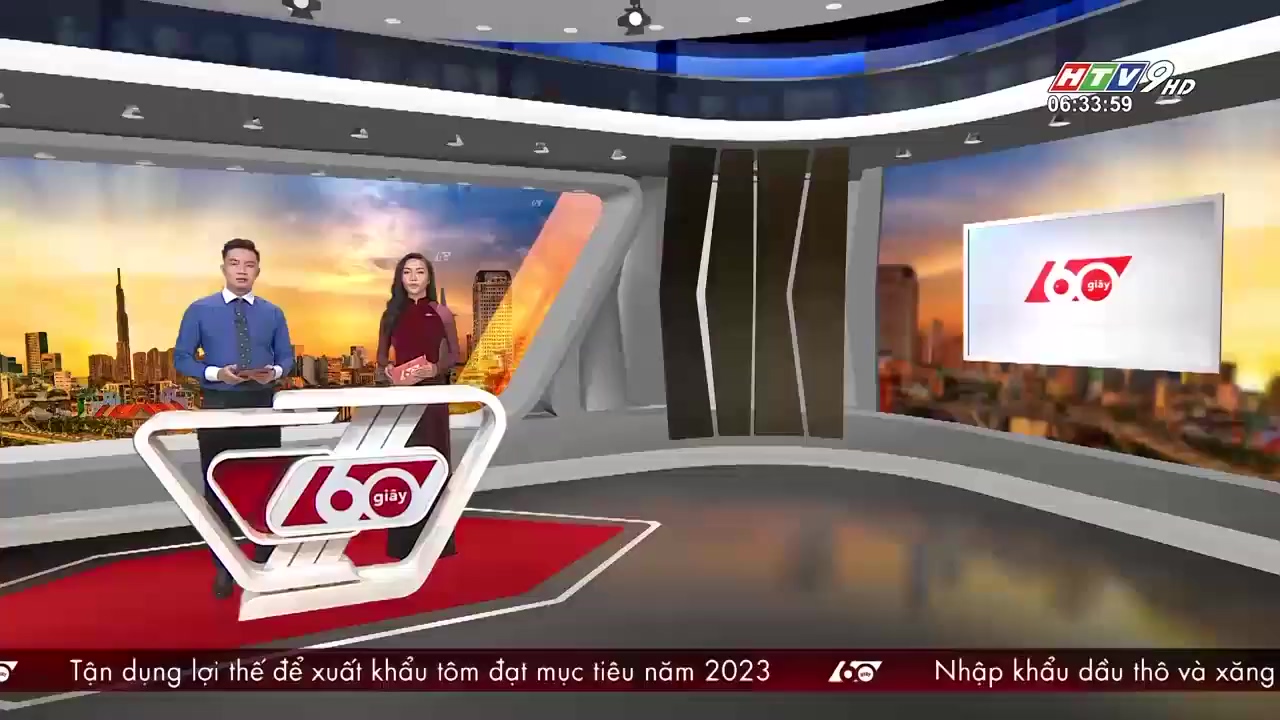 HTV9 HD
06:33:59
60 giây
60 giây
Tận dụng lợi thế để xuất khẩu tôm đạt mục tiêu năm 2023 60 giây Nhập khẩu dầu thô và xăng